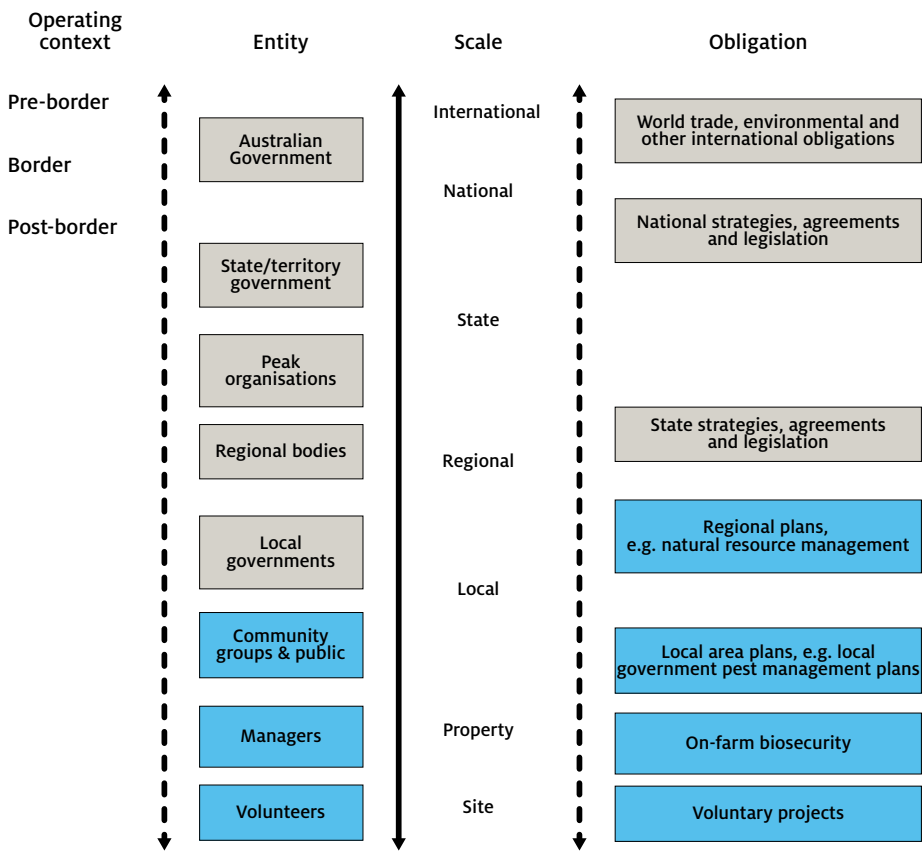 Operating
context
Entity
Scale
Obligation
Pre-border
Border
Post-border
Australian
Government
State/territory
government
Peak
organisations
Regional bodies
Local
governments
Community
groups & public
Managers
Volunteers
International
National
State
Regional
Local
Property
Site
World trade, environmental and
other international obligations
National strategies, agreements
and legislation
State strategies, agreements
and legislation
Regional plans,
e.g. natural resource management
Local area plans, e.g. local
government pest management plans
On-farm biosecurity
Voluntary projects